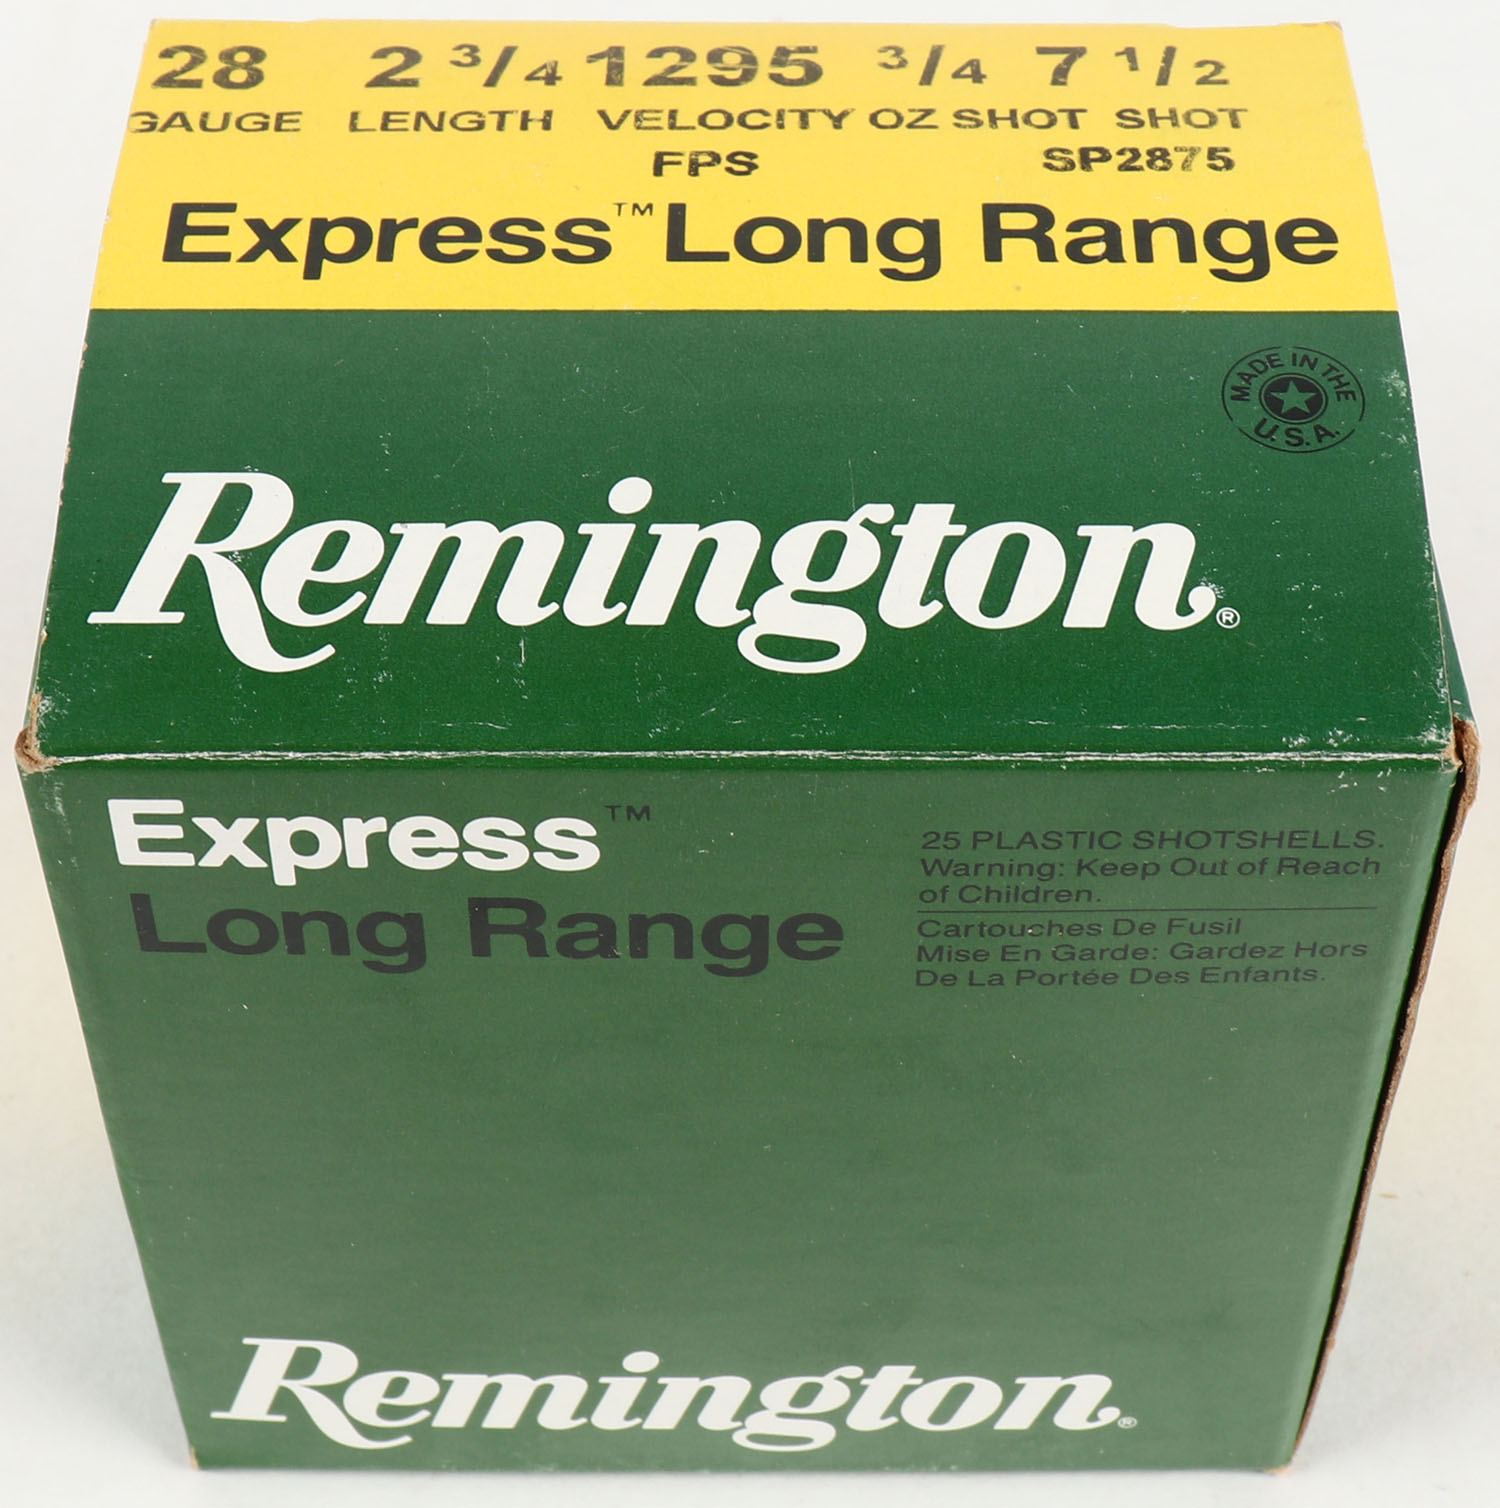 28 2 3/4 1295 3/4 7 1/2
GAUGE LENGTH VELOCITY OZ SHOT SHOT
FPS SP2875
Express™ Long Range
MADE IN THE
U.S.A.
Remington®
Express™
Long Range
25 PLASTIC SHOTSHELLS.
Warning: Keep Out of Reach
of Children.
Cartouches De Fusil
Mise En Garde: Gardez Hors
De La Portée Des Enfants.
Remington®